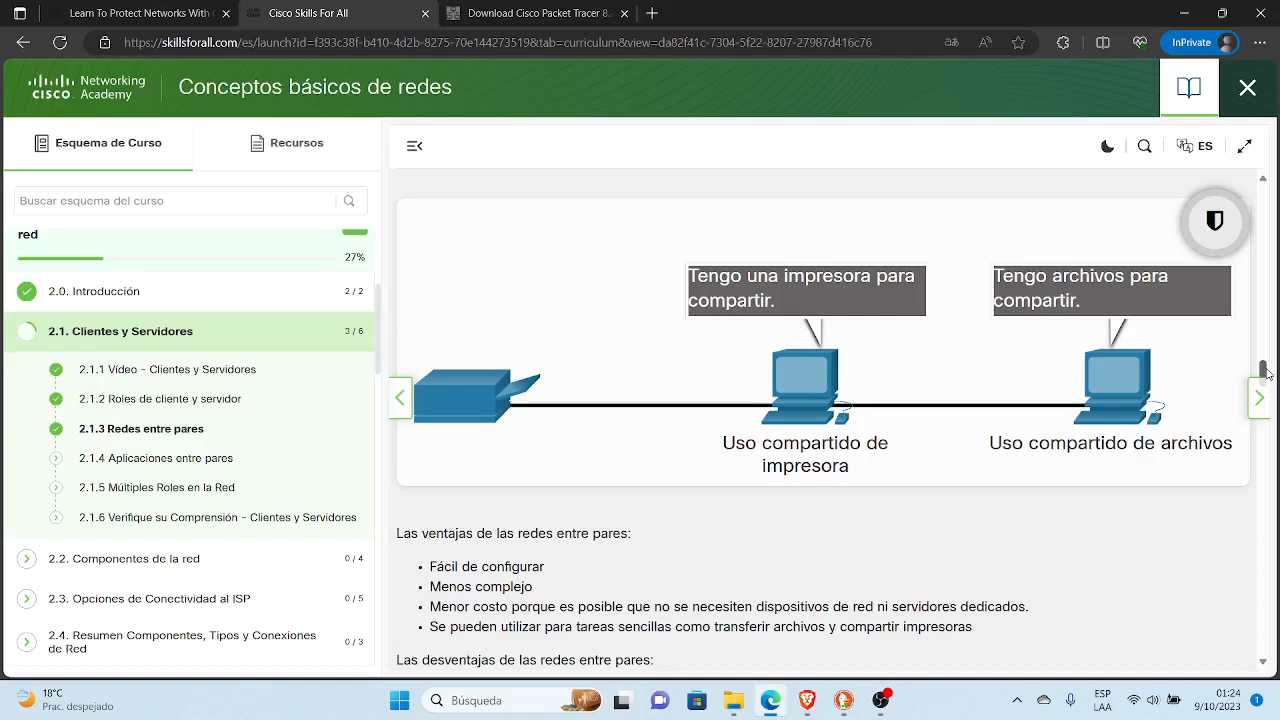 Learn To Protect Networks With C
Cisco Skills For All
Download Cisco Packet Tracer 8.
https://skillsforall.com/es/launch?id=f393c38f-b410-4d2b-8275-70d144231519&tab=curriculum&view=da82f41c-7304-5f22-8207-27987d416c76
InPrivate
CISCO
Networking
Academy
Conceptos básicos de redes
Esquema de Curso
Recursos
ES
Buscar esquema del curso
red
27%
2.0. Introducción
2 / 2
2.1. Clientes y Servidores
3 / 6
2.1.1 Vídeo - Clientes y Servidores
2.1.2 Roles de cliente y servidor
2.1.3 Redes entre pares
2.1.4 Aplicaciones entre pares
2.1.5 Múltiples Roles en la Red
2.1.6 Verifique su Comprensión - Clientes y Servidores
2.2. Componentes de la red
0 / 4
2.3. Opciones de Conectividad al ISP
0 / 5
2.4. Resumen Componentes, Tipos y Conexiones
de Red
0 / 3
Tengo una impresora para
compartir.
Tengo archivos para
compartir.
Uso compartido de
impresora
Uso compartido de archivos
Las ventajas de las redes entre pares:
• Fácil de configurar
• Menos complejo
• Menor costo porque es posible que no se necesiten dispositivos de red ni servidores dedicados.
• Se pueden utilizar para tareas sencillas como transferir archivos y compartir impresoras
Las desventajas de las redes entre pares:
18°C
Prac. despejado
Búsqueda
ESP
LAA
01:24
9/10/2023
1